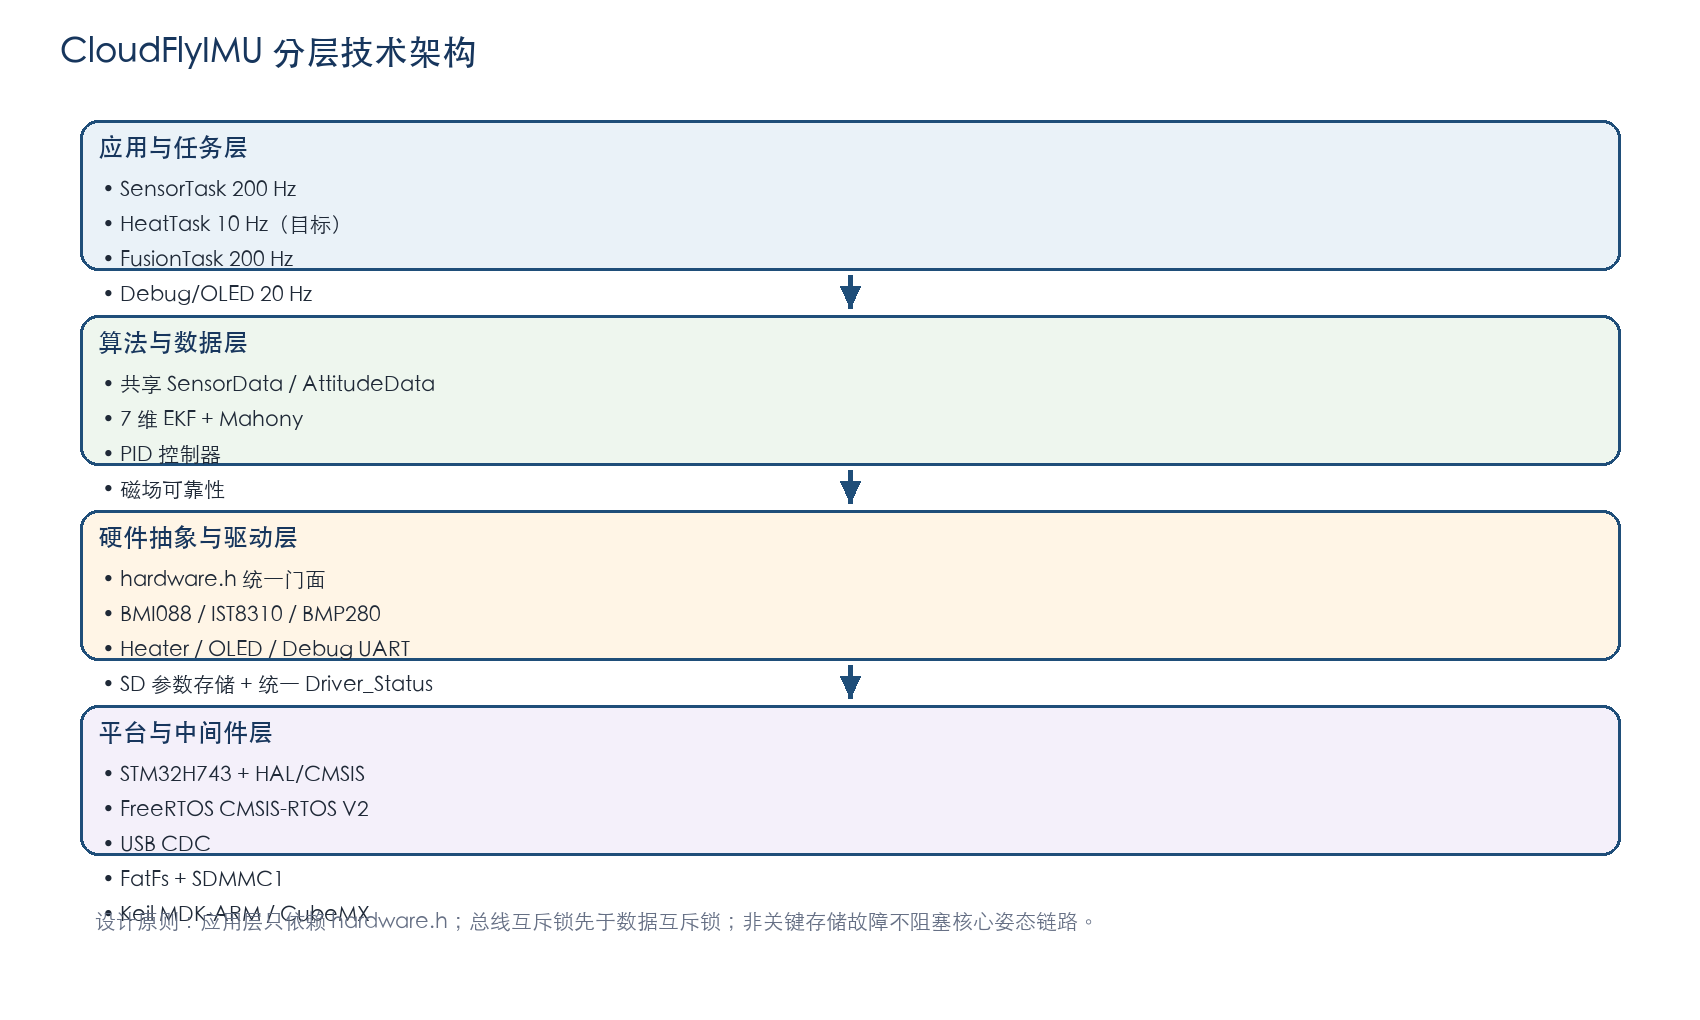 CloudFlyIMU 分层技术架构
应用与任务层
• SensorTask 200 Hz
• HeatTask 10 Hz（目标）
• FusionTask 200 Hz
• Debug/OLED 20 Hz
算法与数据层
• 共享 SensorData / AttitudeData
• 7 维 EKF + Mahony
• PID 控制器
• 磁场可靠性
硬件抽象与驱动层
• hardware.h 统一门面
• BMI088 / IST8310 / BMP280
• Heater / OLED / Debug UART
• SD 参数存储 + 统一 Driver_Status
平台与中间件层
• STM32H743 + HAL/CMSIS
• FreeRTOS CMSIS-RTOS V2
• USB CDC
• FatFs + SDMMC1
• Keil MDK-ARM / CubeMX
设计原则：应用层只依赖 hardware.h；总线互斥锁先于数据互斥锁；非关键存储故障不阻塞核心姿态链路。